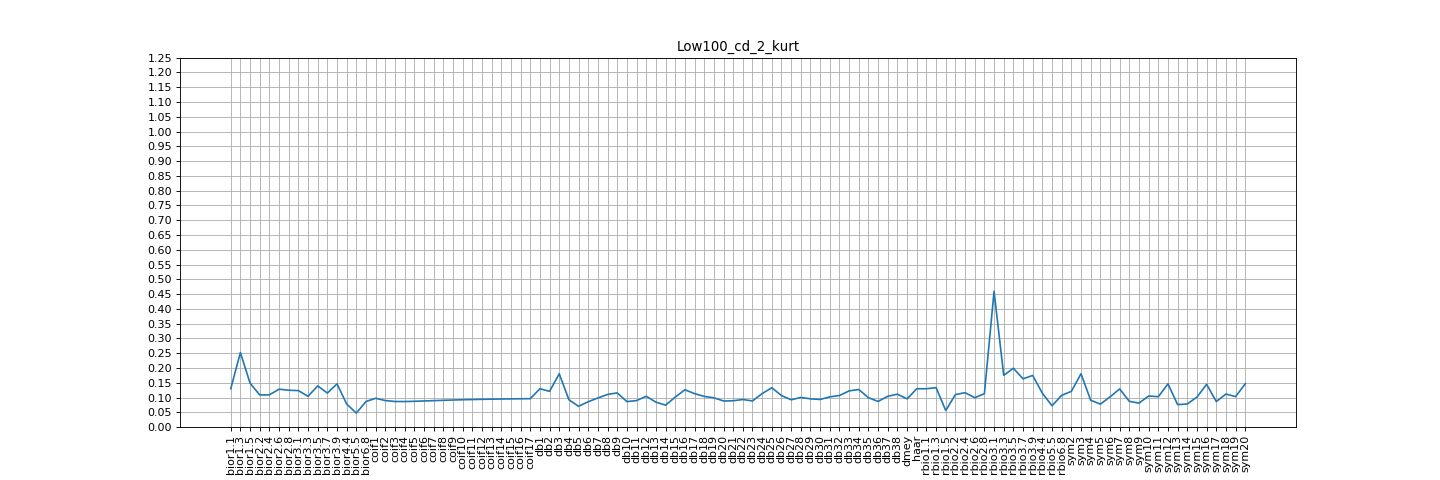 Low100_cd_2_kurt
1.25
1.20
1.15
1.10
1.05
1.00
0.95
0.90
0.85
0.80
0.75
0.70
0.65
0.60
0.55
0.50
0.45
0.40
0.35
0.30
0.25
0.20
0.15
0.10
0.05
0.00
bior1.1
bior1.3
bior1.5
bior2.2
bior2.4
bior2.6
bior2.8
bior3.1
bior3.3
bior3.5
bior3.7
bior3.9
bior4.4
bior5.5
bior6.8
coif1
coif2
coif3
coif4
coif5
coif6
coif7
coif8
coif9
coif10
coif11
coif12
coif13
coif14
coif15
coif16
coif17
db1
db2
db3
db4
db5
db6
db7
db8
db9
db10
db11
db12
db13
db14
db15
db16
db17
db18
db19
db20
db21
db22
db23
db24
db25
db26
db27
db28
db29
db30
db31
db32
db33
db34
db35
db36
db37
db38
dmey
haar
rbio1.1
rbio1.3
rbio1.5
rbio2.2
rbio2.4
rbio2.6
rbio2.8
rbio3.1
rbio3.3
rbio3.5
rbio3.7
rbio3.9
rbio4.4
rbio5.5
rbio6.8
sym2
sym3
sym4
sym5
sym6
sym7
sym8
sym9
sym10
sym11
sym12
sym13
sym14
sym15
sym16
sym17
sym18
sym19
sym20